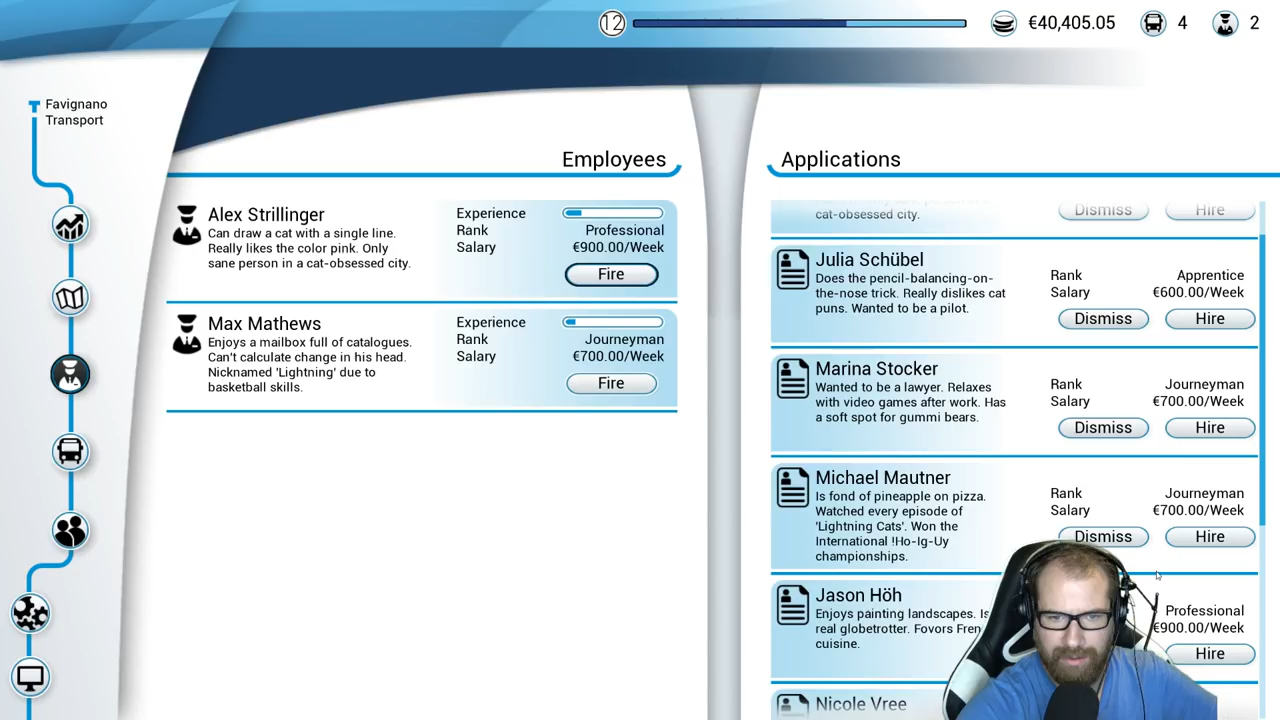 12
€40,405.05
4
2
Favignano
Transport
Employees
Alex Strillinger
Can draw a cat with a single line.
Really likes the color pink. Only
sane person in a cat-obsessed city.
Experience
Rank Professional
Salary €900.00/Week
Fire
Max Mathews
Enjoys a mailbox full of catalogues.
Can't calculate change in his head.
Nicknamed 'Lightning' due to
basketball skills.
Experience
Rank Journeyman
Salary €700.00/Week
Fire
Applications
cat-obsessed city.
Dismiss Hire
Julia Schübel
Does the pencil-balancing-on-
the-nose trick. Really dislikes cat
puns. Wanted to be a pilot.
Rank Apprentice
Salary €600.00/Week
Dismiss Hire
Marina Stocker
Wanted to be a lawyer. Relaxes
with video games after work. Has
a soft spot for gummi bears.
Rank Journeyman
Salary €700.00/Week
Dismiss Hire
Michael Mautner
Is fond of pineapple on pizza.
Watched every episode of
'Lightning Cats'. Won the
International !Ho-Ig-Uy
championships.
Rank Journeyman
Salary €700.00/Week
Dismiss Hire
Jason Höh
Enjoys painting landscapes. Is
real globetrotter. Fovors Fren
cuisine.
Professional
€900.00/Week
Hire
Nicole Vree